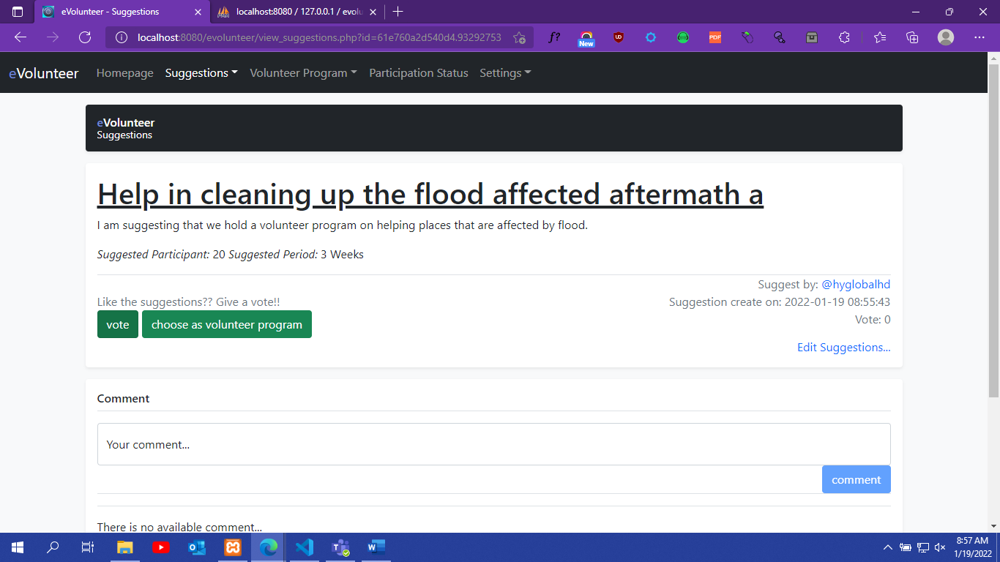 eVolunteer - Suggestions
localhost:8080 / 127.0.0.1 / evolu
localhost:8080/evolunteer/view_suggestions.php?id=61e760a2d540d4.93292753
f?
New
PDF
eVolunteer Homepage Suggestions Volunteer Program Participation Status Settings
eVolunteer
Suggestions
Help in cleaning up the flood affected aftermath a
I am suggesting that we hold a volunteer program on helping places that are affected by flood.
Suggested Participant: 20 Suggested Period: 3 Weeks
Suggest by: @hyglobalhd
Like the suggestions?? Give a vote!!
Suggestion create on: 2022-01-19 08:55:43
vote
choose as volunteer program
Vote: 0
Edit Suggestions...
Comment
Your comment...
comment
There is no available comment...
8:57 AM
1/19/2022